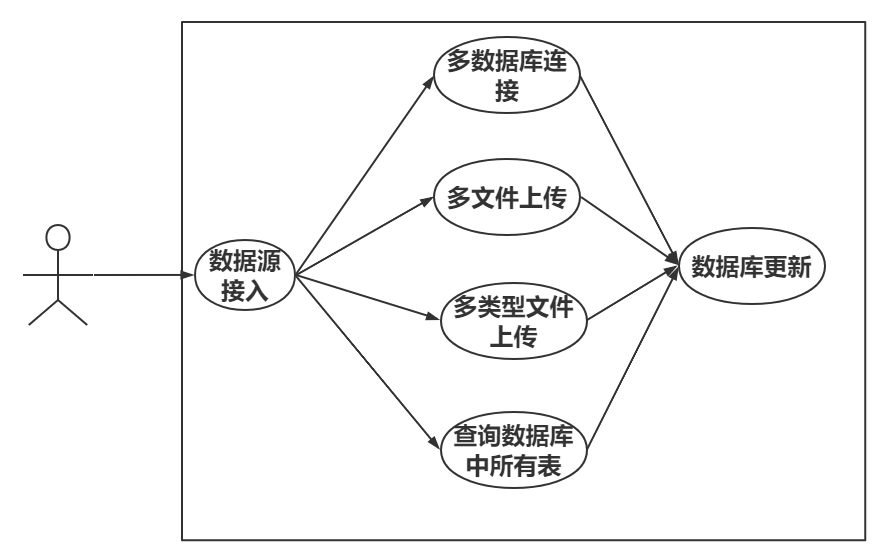 多数据库连
接
多文件上传
数据源
接入
数据库更新
多类型文件
上传
查询数据库
中所有表